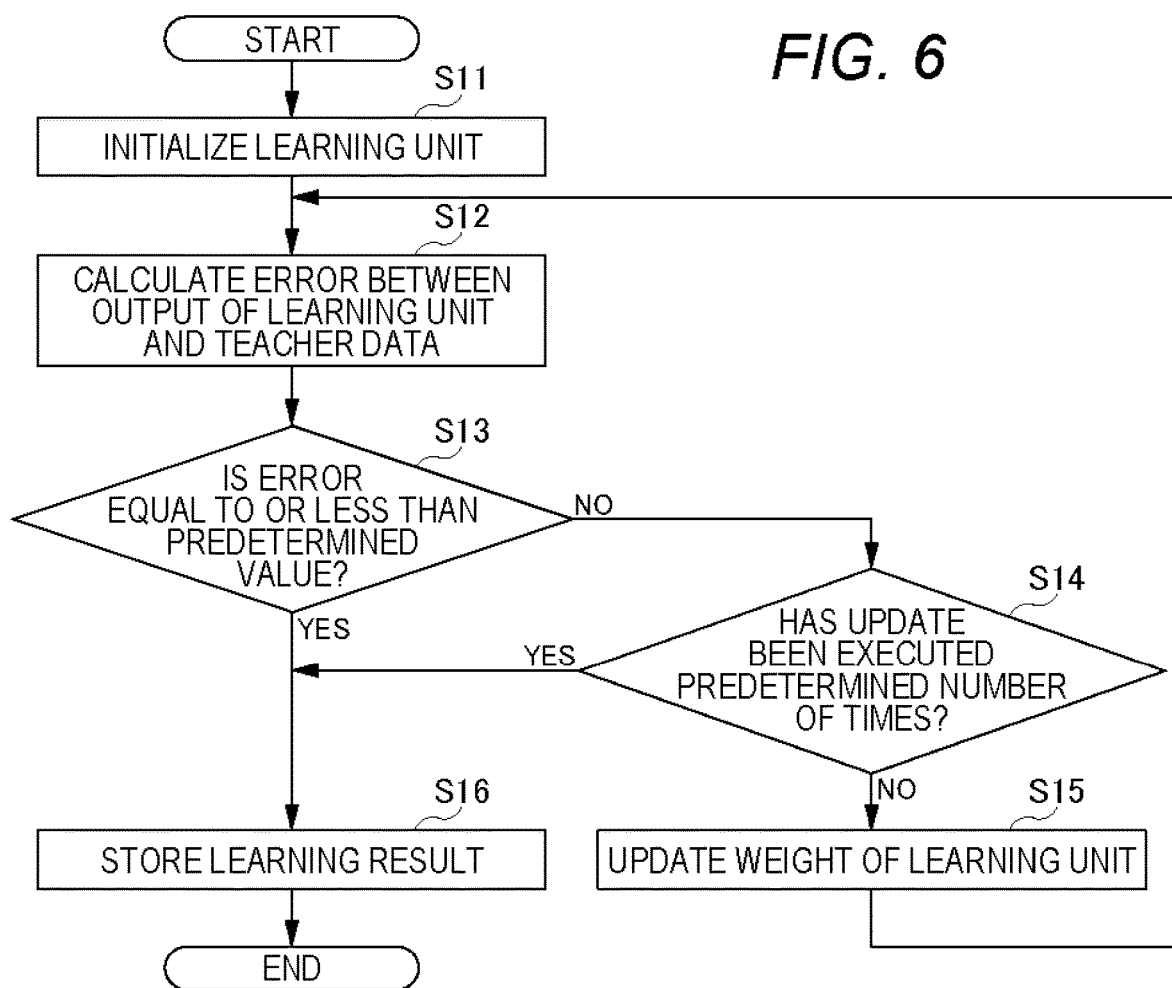 START
FIG. 6
S11
INITIALIZE LEARNING UNIT
S12
CALCULATE ERROR BETWEEN
OUTPUT OF LEARNING UNIT
AND TEACHER DATA
S13
IS ERROR
EQUAL TO OR LESS THAN
PREDETERMINED
VALUE?
NO
YES
S14
HAS UPDATE
BEEN EXECUTED
PREDETERMINED NUMBER
OF TIMES?
YES
NO
S16
STORE LEARNING RESULT
S15
UPDATE WEIGHT OF LEARNING UNIT
END